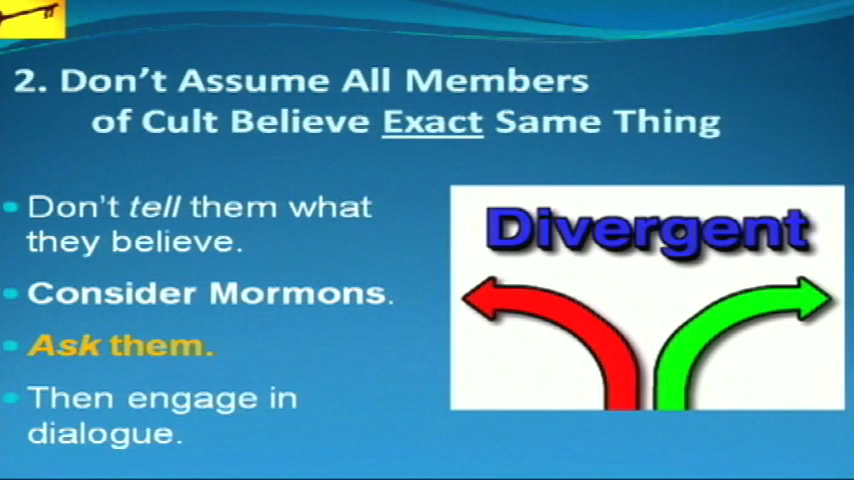 2. Don't Assume All Members
of Cult Believe Exact Same Thing
Don't tell them what
they believe.
Consider Mormons.
Ask them.
Then engage in
dialogue.
Divergent